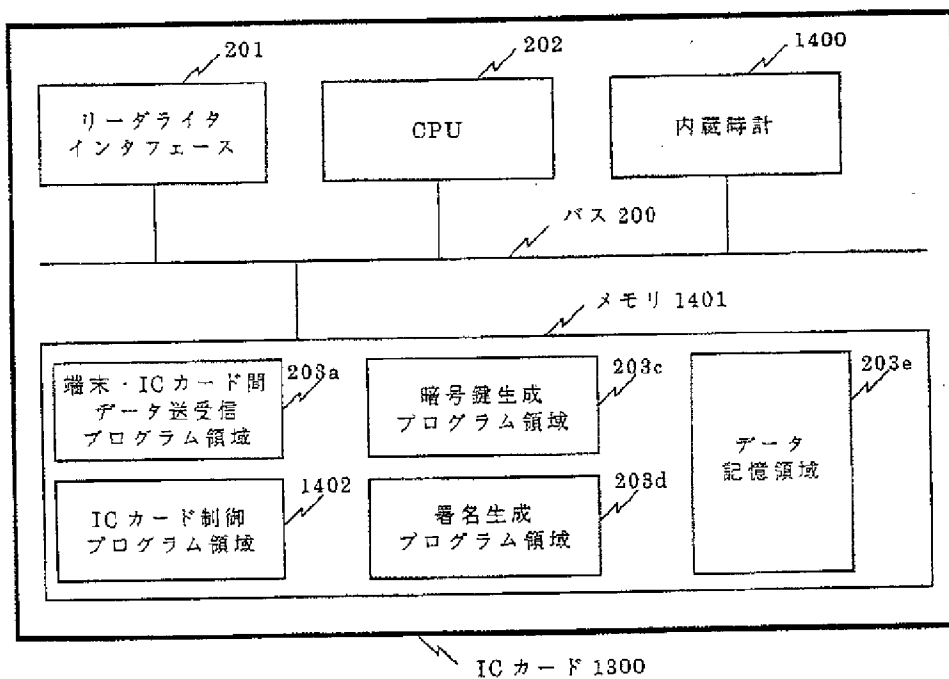 201
202
1400
リーダライタ
インタフェース
CPU
内蔵時計
バス 200
メモリ 1401
端末・ICカード間
データ送受信
プログラム領域
203a
暗号鍵生成
プログラム領域
203c
データ
記憶領域
203e
ICカード制御
プログラム領域
1402
署名生成
プログラム領域
203d
ICカード 1300